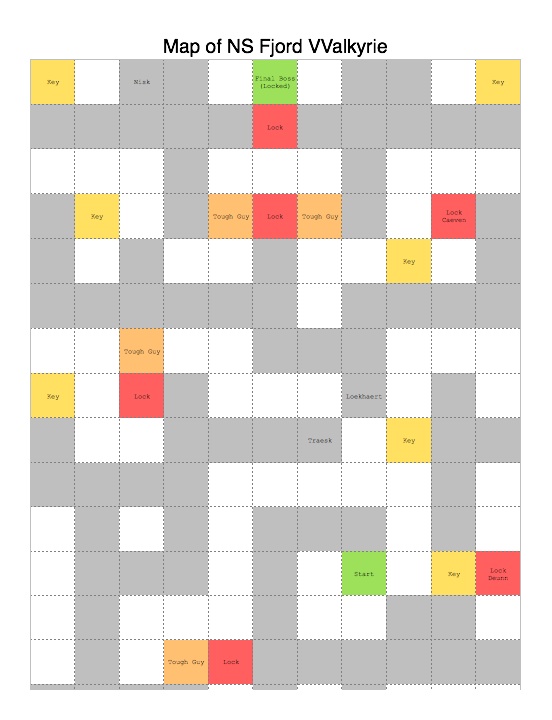 Map of NS Fjord VValkyrie
Key
Nisk
Final Boss
(Locked)
Key
Lock
Key
Tough Guy
Lock
Tough Guy
Lock
Caeven
Key
Tough Guy
Key
Lock
Loekhaert
Traesk
Key
Start
Key
Lock
Deunn
Tough Guy
Lock